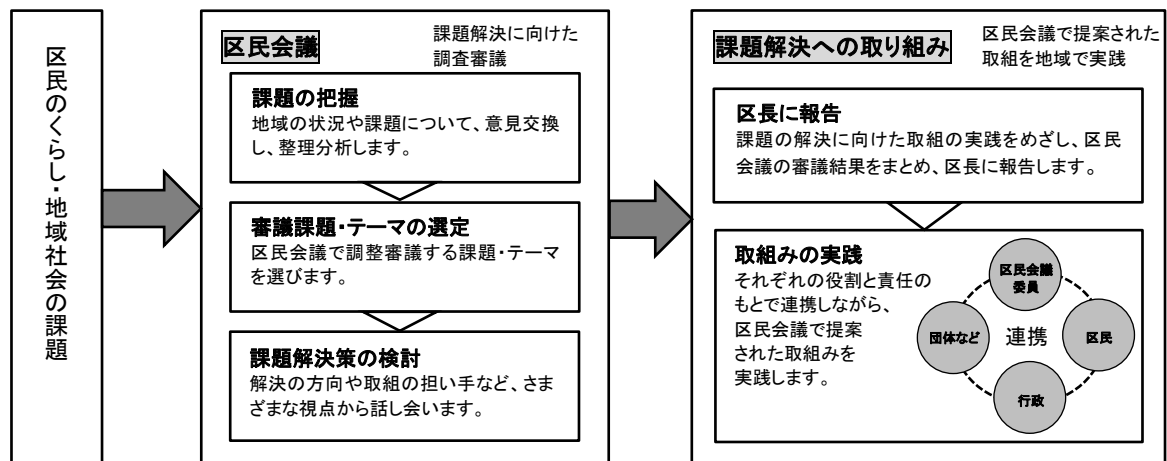 区民のくらし・地域社会の課題
区民会議
課題解決に向けた
調査審議
課題の把握
地域の状況や課題について、意見交換
し、整理分析します。
審議課題・テーマの選定
区民会議で調整審議する課題・テーマ
を選びます。
課題解決策の検討
解決の方向や取組の担い手など、さま
ざまな視点から話し会います。
課題解決への取り組み
区民会議で提案された
取組を地域で実践
区長に報告
課題の解決に向けた取組の実践をめざし、区民
会議の審議結果をまとめ、区長に報告します。
取組みの実践
それぞれの役割と責任の
もとで連携しながら、
区民会議で提案
された取組みを
実践します。
区民会議
委員
団体など
連携
区民
行政